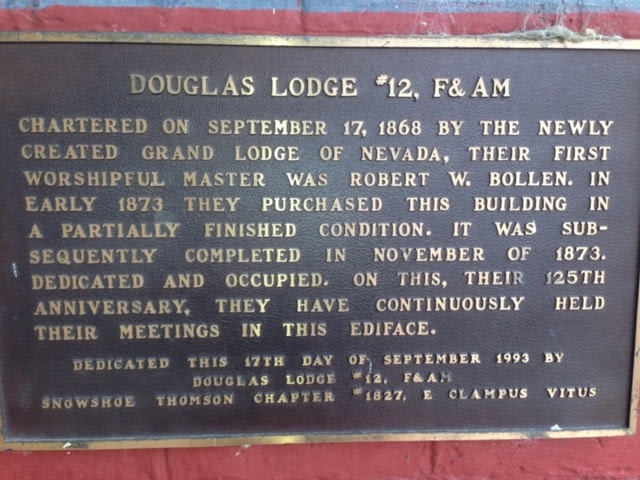 DOUGLAS LODGE #12, F&AM
CHARTERED ON SEPTEMBER 17, 1868 BY THE NEWLY
CREATED GRAND LODGE OF NEVADA, THEIR FIRST
WORSHIPFUL MASTER WAS ROBERT W. BOLLEN. IN
EARLY 1873 THEY PURCHASED THIS BUILDING IN
A PARTIALLY FINISHED CONDITION. IT WAS SUB-
SEQUENTLY COMPLETED IN NOVEMBER OF 1873.
DEDICATED AND OCCUPIED. ON THIS, THEIR 125TH
ANNIVERSARY, THEY HAVE CONTINUOUSLY HELD
THEIR MEETINGS IN THIS EDIFACE.
DEDICATED THIS 17TH DAY OF SEPTEMBER 1993 BY
DOUGLAS LODGE #12, F&AM
SNOWSHOE THOMSON CHAPTER #1827, E CLAMPUS VITUS